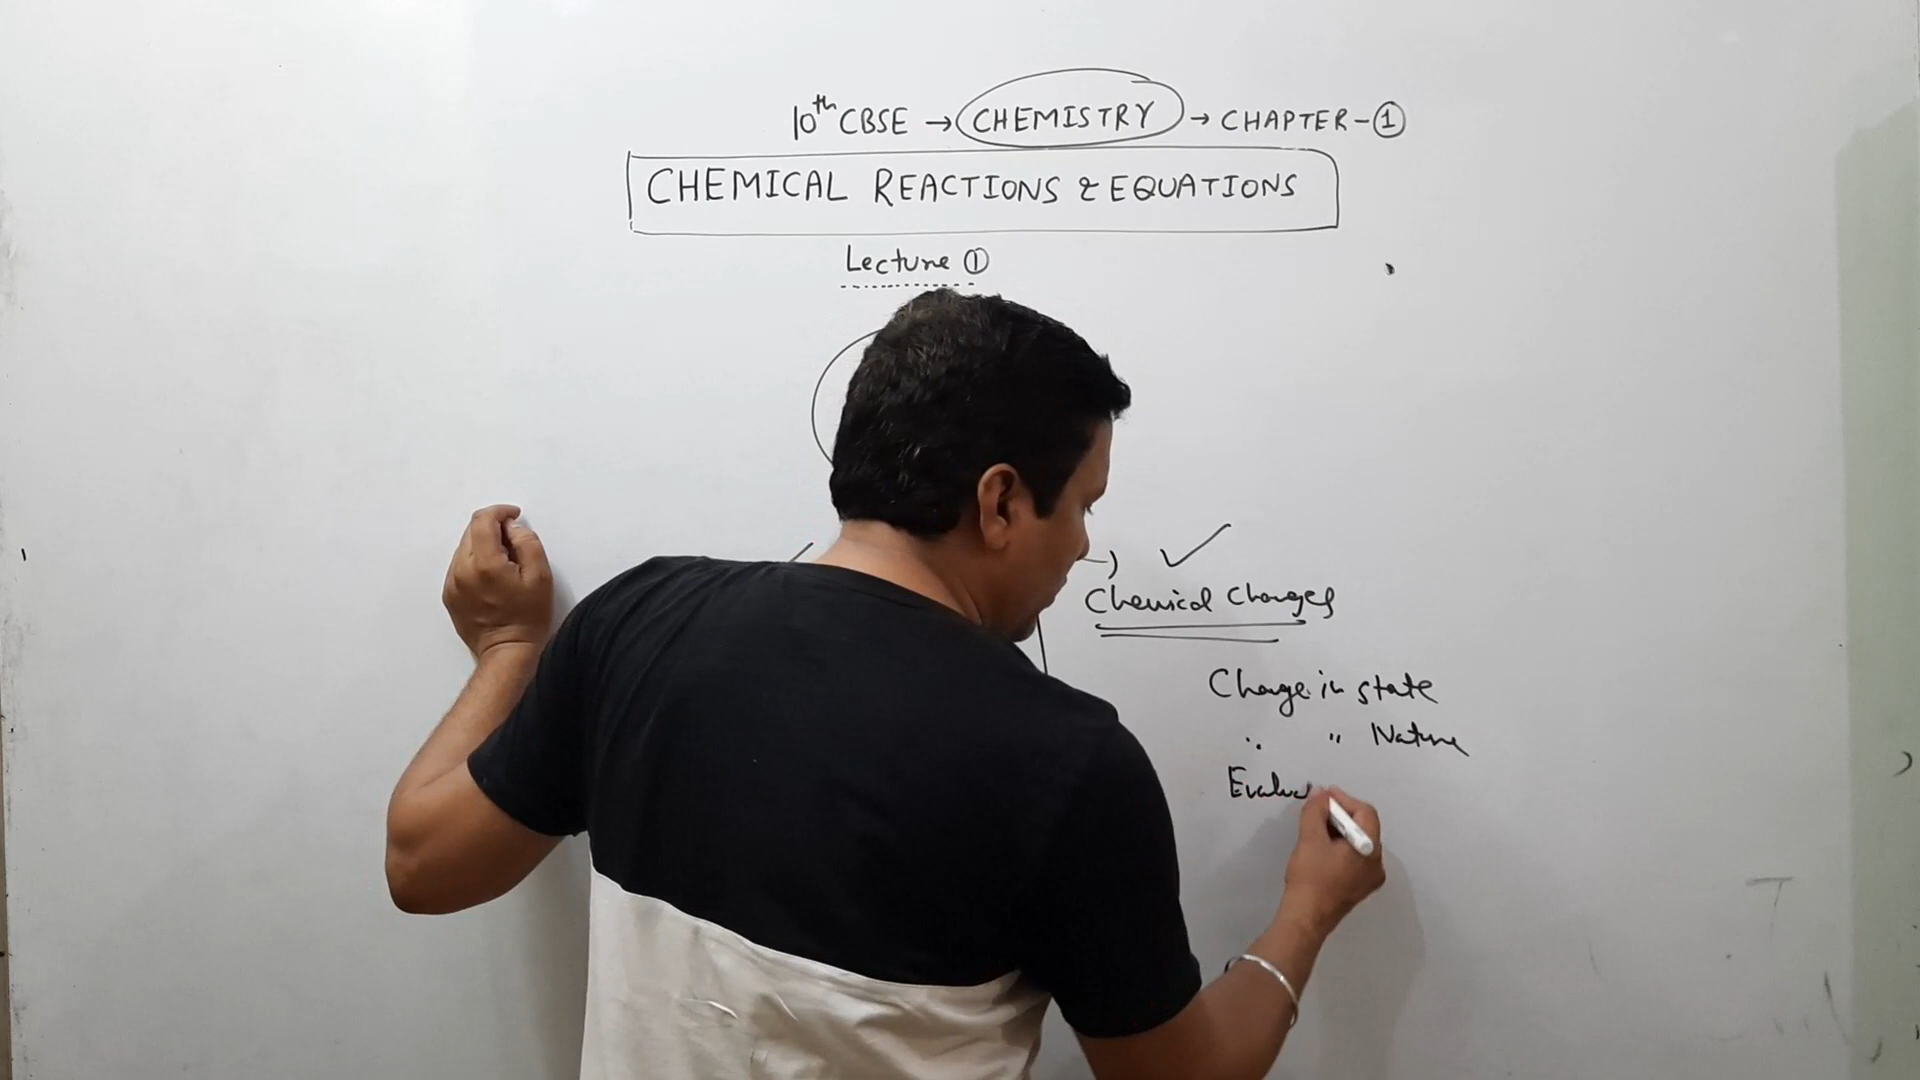 10th CBSE → CHEMISTRY → CHAPTER-①
CHEMICAL REACTIONS & EQUATIONS
Lecture ①
Chemical Changes
Change in state
" " Nature